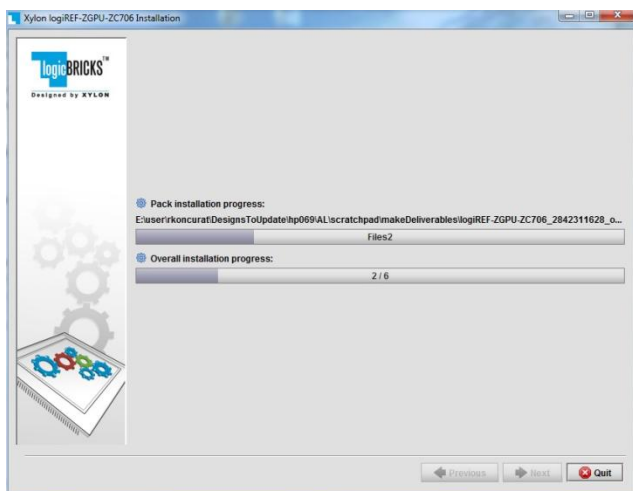 Xylon logiREF-ZGPU-ZC706 Installation
logicBRICKS™
Designed by XYLON
Pack installation progress:
E:\user\rkoncurat\DesignsToUpdate\hp069\AL\scratchpad\makeDeliverables\logiREF-ZGPU-ZC706_2842311628_o...
Files2
Overall installation progress:
2 / 6
Previous Next Quit